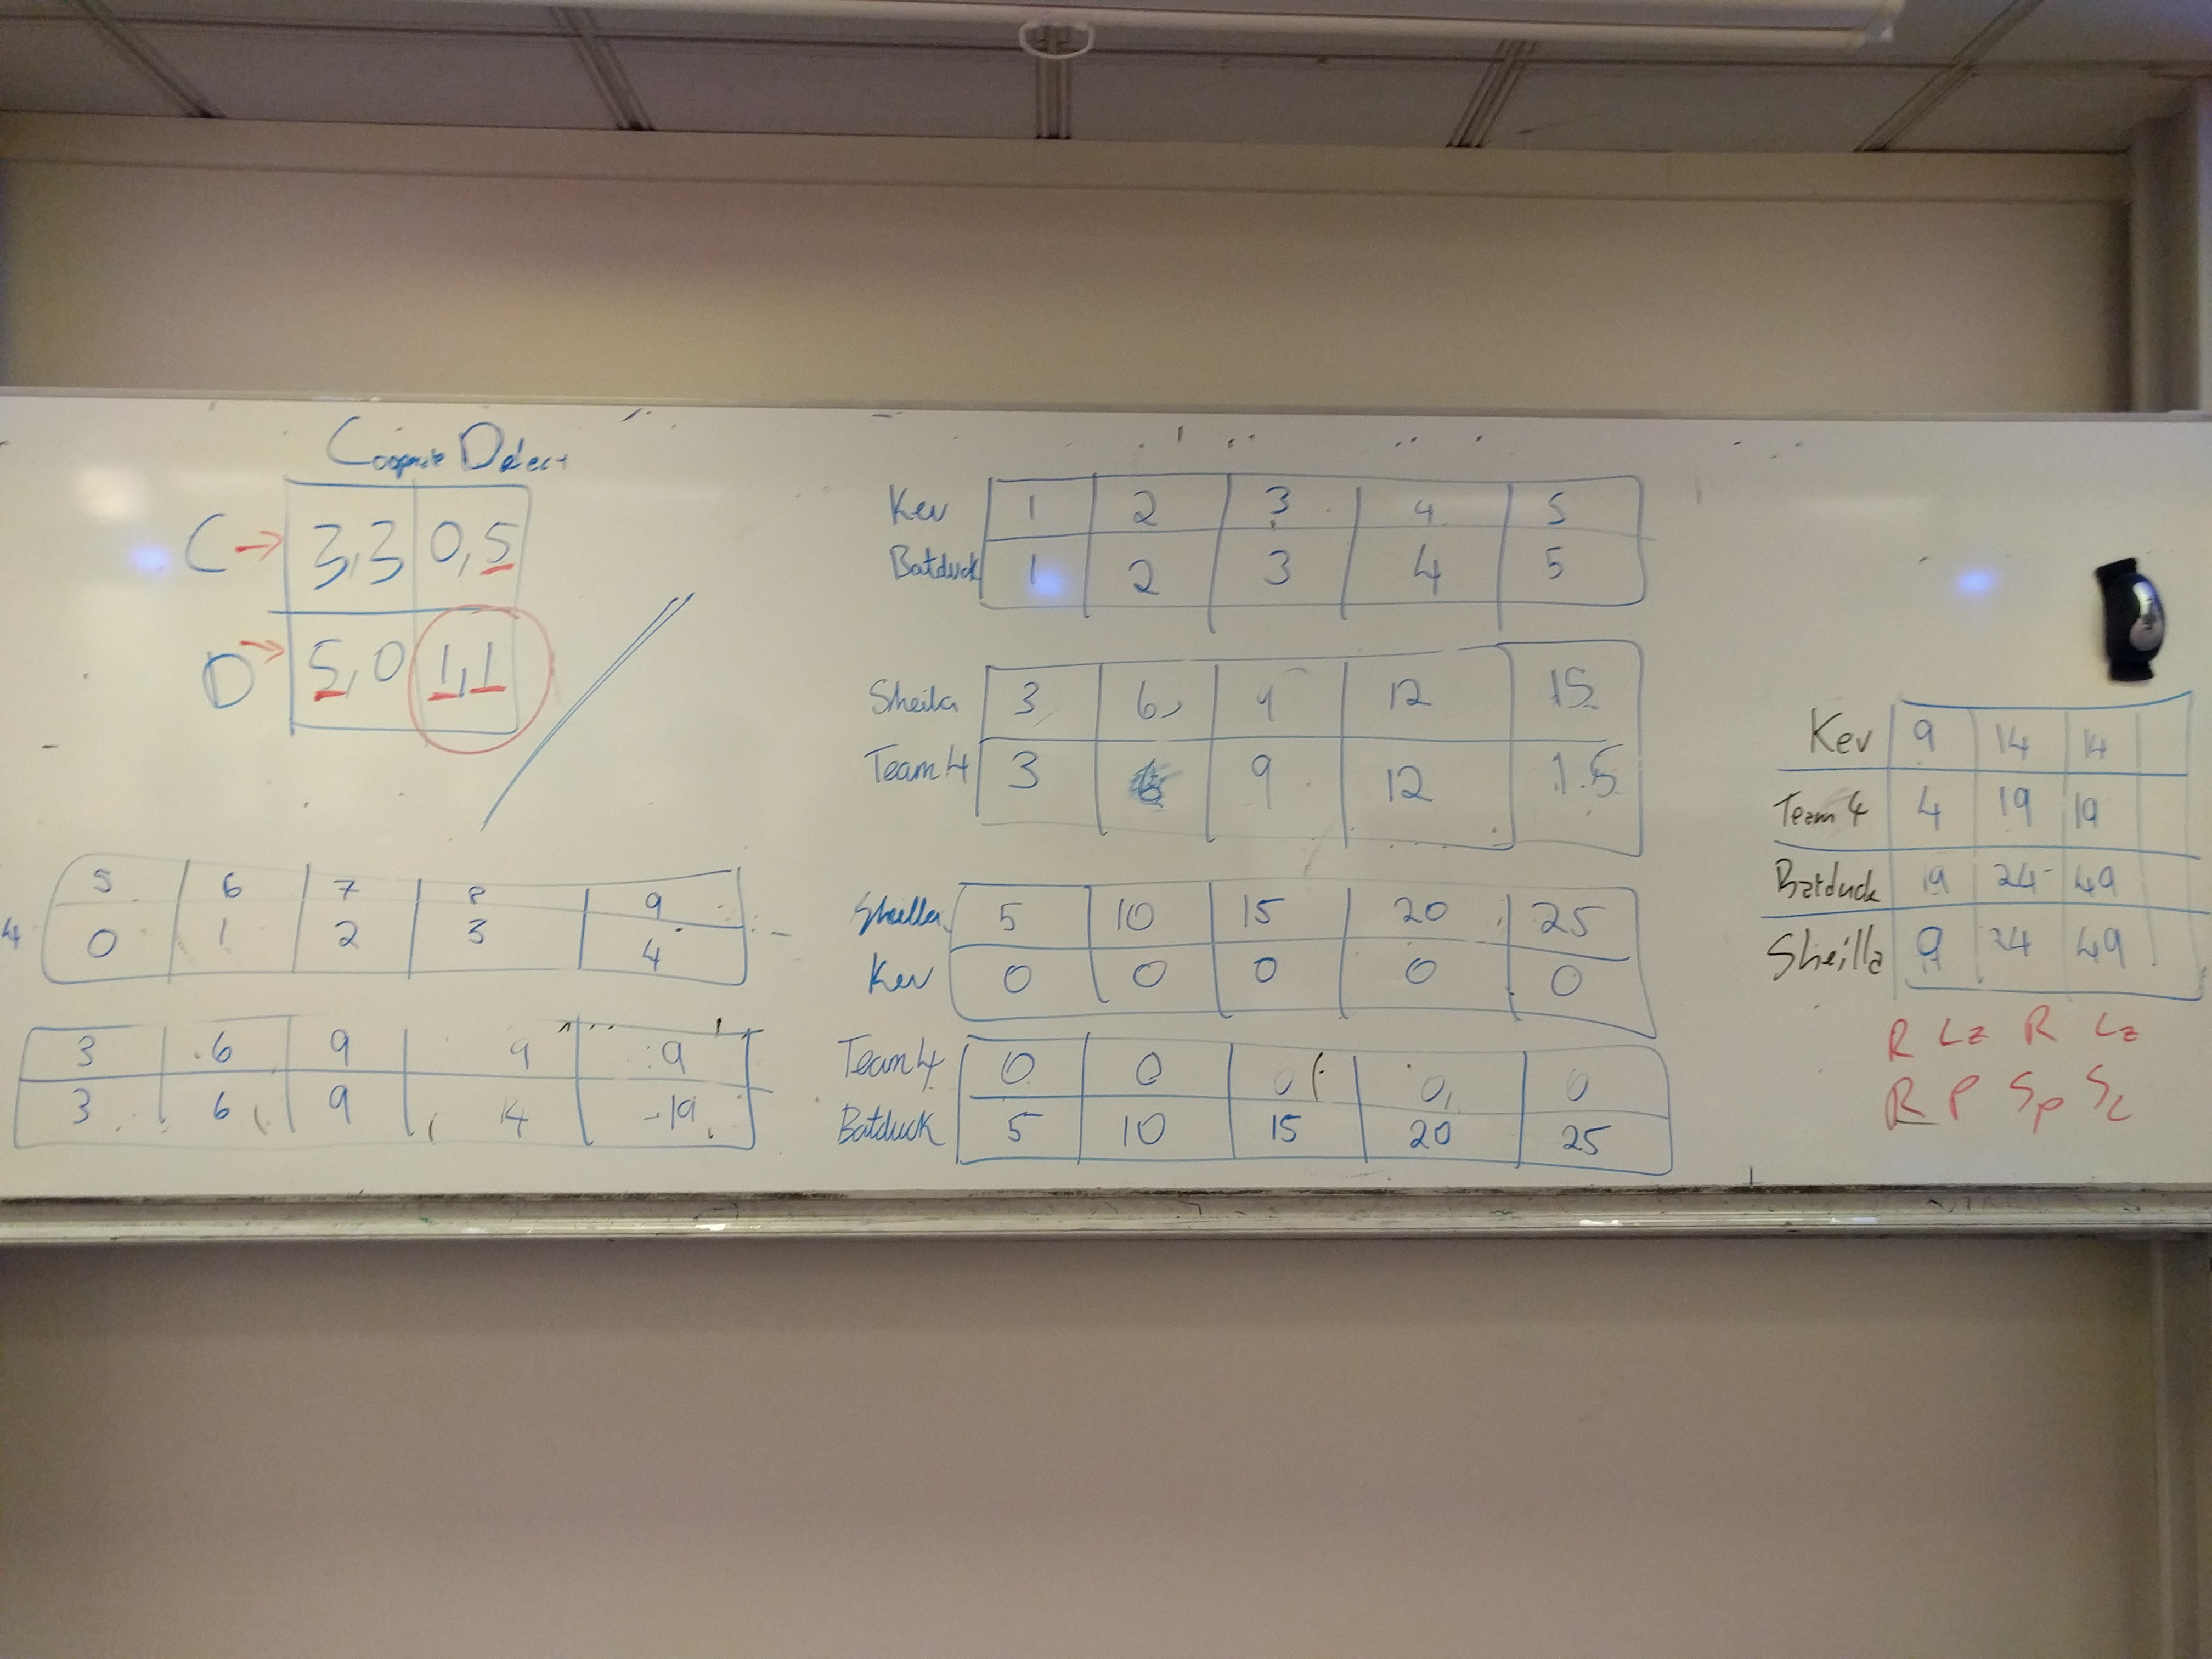 Cooperate Defect
C → 3,3 0,5
D → 5,0 1,1
5 6 7 8 9
4 0 1 2 3 4
3 6 9 9 9
3 6 9 14 19
Kev 1 2 3 4 5
Batduck 1 2 3 4 5
Sheila 3 6 9 12 15
Team 4 3 6 9 12 15
Sheilla 5 10 15 20 25
Kev 0 0 0 0 0
Team 4 0 0 0 0 0
Batduck 5 10 15 20 25
Kev 9 14 14
Team 4 4 19 19
Batduck 19 24 49
Sheilla 9 24 49
R Lz R Lz
R P Sp Sc